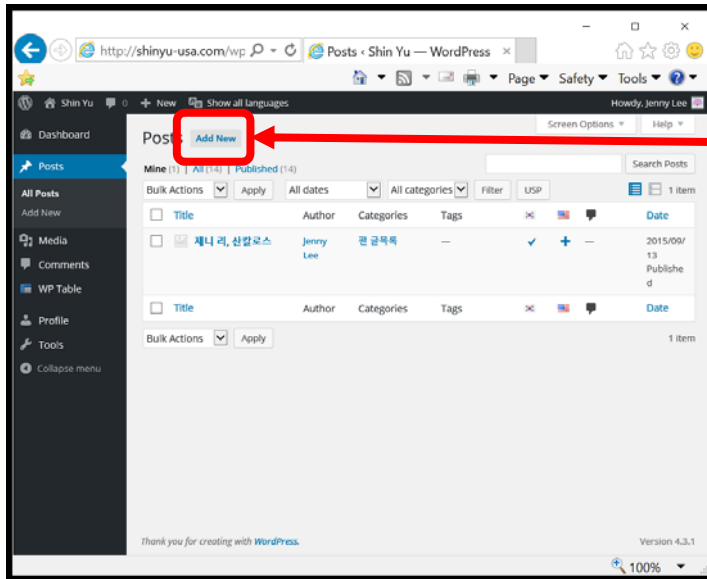 http://shinyu-usa.com/wp
Posts ‹ Shin Yu — WordPress
Page Safety Tools
Shin Yu 0 + New Show all languages Howdy, Jenny Lee
Screen Options Help
Dashboard
Posts
All Posts
Add New
Media
Comments
WP Table
Profile
Tools
Collapse menu
Posts Add New
Mine (1) | All (14) | Published (14) Search Posts
Bulk Actions Apply All dates All categories Filter USP 1 item
Title Author Categories Tags Date
제니 리, 산칼로스 Jenny Lee 팬 글목록 — — 2015/09/
13
Publishe
d
Title Author Categories Tags Date
Bulk Actions Apply 1 item
Thank you for creating with WordPress. Version 4.3.1
100%